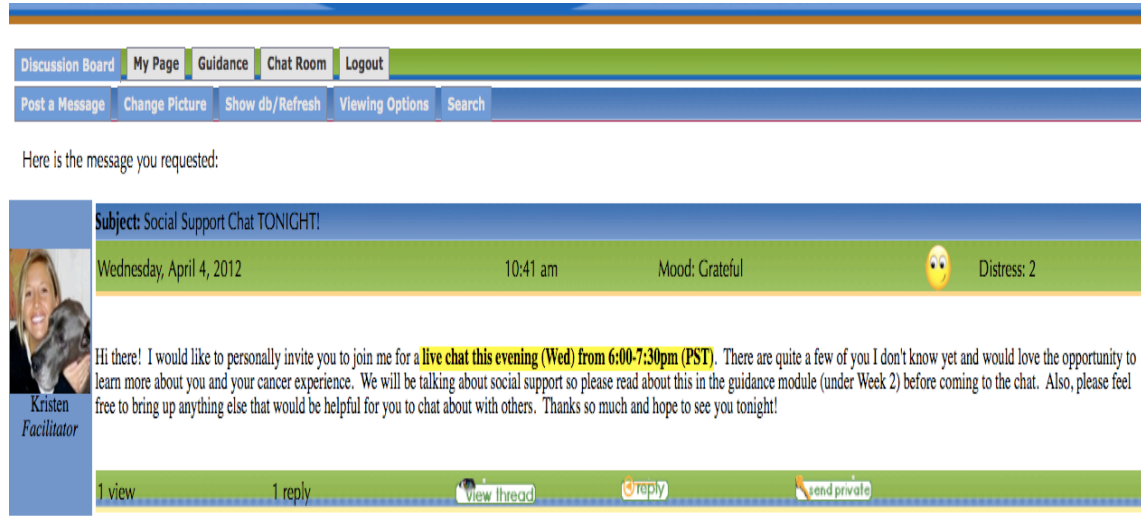 Discussion Board My Page Guidance Chat Room Logout
Post a Message Change Picture Show db/Refresh Viewing Options Search
Here is the message you requested:
Subject: Social Support Chat TONIGHT!
Wednesday, April 4, 2012 10:41 am Mood: Grateful Distress: 2
Hi there! I would like to personally invite you to join me for a live chat this evening (Wed) from 6:00-7:30pm (PST). There are quite a few of you I don't know yet and would love the opportunity to
learn more about you and your cancer experience. We will be talking about social support so please read about this in the guidance module (under Week 2) before coming to the chat. Also, please feel
free to bring up anything else that would be helpful for you to chat about with others. Thanks so much and hope to see you tonight!
Kristen
Facilitator
1 view 1 reply view thread reply send private